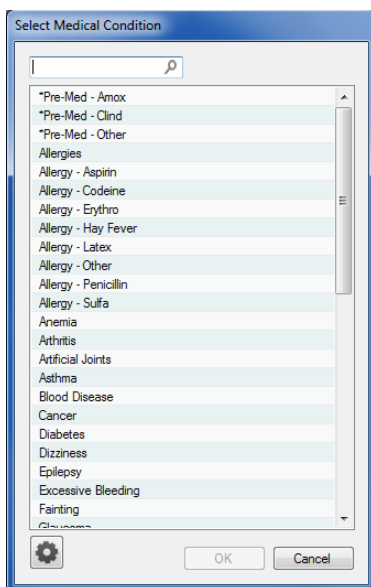 Select Medical Condition
*Pre-Med - Amox
*Pre-Med - Clind
*Pre-Med - Other
Allergies
Allergy - Aspirin
Allergy - Codeine
Allergy - Erythro
Allergy - Hay Fever
Allergy - Latex
Allergy - Other
Allergy - Penicillin
Allergy - Sulfa
Anemia
Arthritis
Artificial Joints
Asthma
Blood Disease
Cancer
Diabetes
Dizziness
Epilepsy
Excessive Bleeding
Fainting
Glaucoma
OK
Cancel